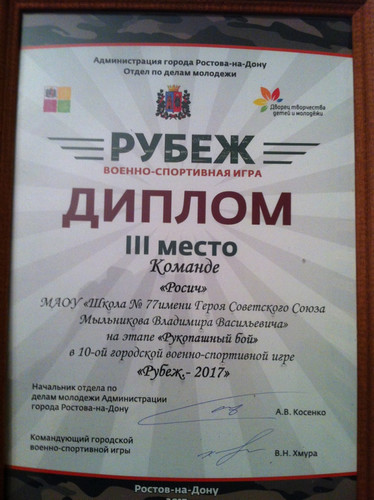 Администрация города Ростова-на-Дону
Отдел по делам молодежи
Дворец творчества
детей и молодежи
РУБЕЖ
ВОЕННО-СПОРТИВНАЯ ИГРА
ДИПЛОМ
III место
Команде
«Росич»
МАОУ «Школа № 77имени Героя Советского Союза
Мыльникова Владимира Васильевича»
на этапе «Рукопашный бой»
в 10-ой городской военно-спортивной игре
«Рубеж - 2017»
Начальник отдела по
делам молодежи Администрации
города Ростова-на-Дону
А.В. Косенко
Командующий городской
военно-спортивной игры
В.Н. Хмура
Ростов-на-Дону